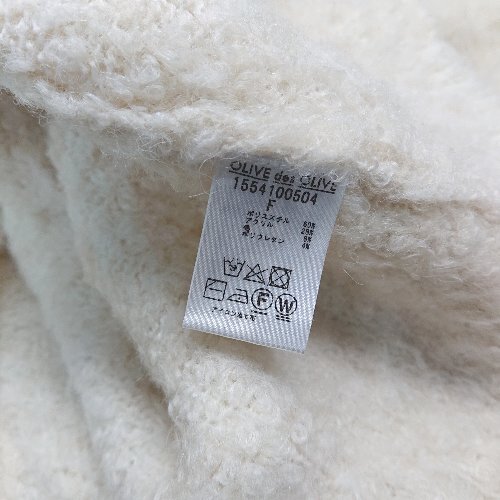 OLIVE des OLIVE
1554100504
F
ポリエステル 60%
アクリル
毛
ポリウレタン
F W